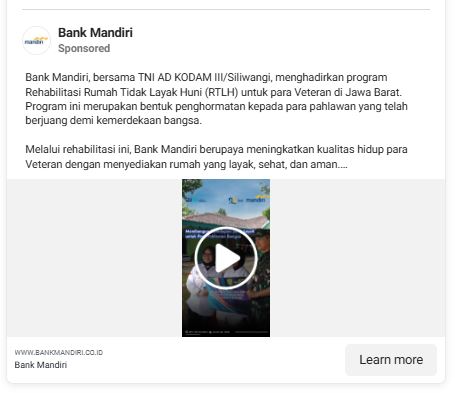 Bank Mandiri
mandiri
Sponsored
Bank Mandiri, bersama TNI AD KODAM III/Siliwangi, menghadirkan program
Rehabilitasi Rumah Tidak Layak Huni (RTLH) untuk para Veteran di Jawa Barat.
Program ini merupakan bentuk penghormatan kepada para pahlawan yang telah
berjuang demi kemerdekaan bangsa.
Melalui rehabilitasi ini, Bank Mandiri berupaya meningkatkan kualitas hidup para
Veteran dengan menyediakan rumah yang layak, sehat, dan aman....
mandiri
WWW.BANKMANDIRI.CO.ID
Bank Mandiri
Learn more